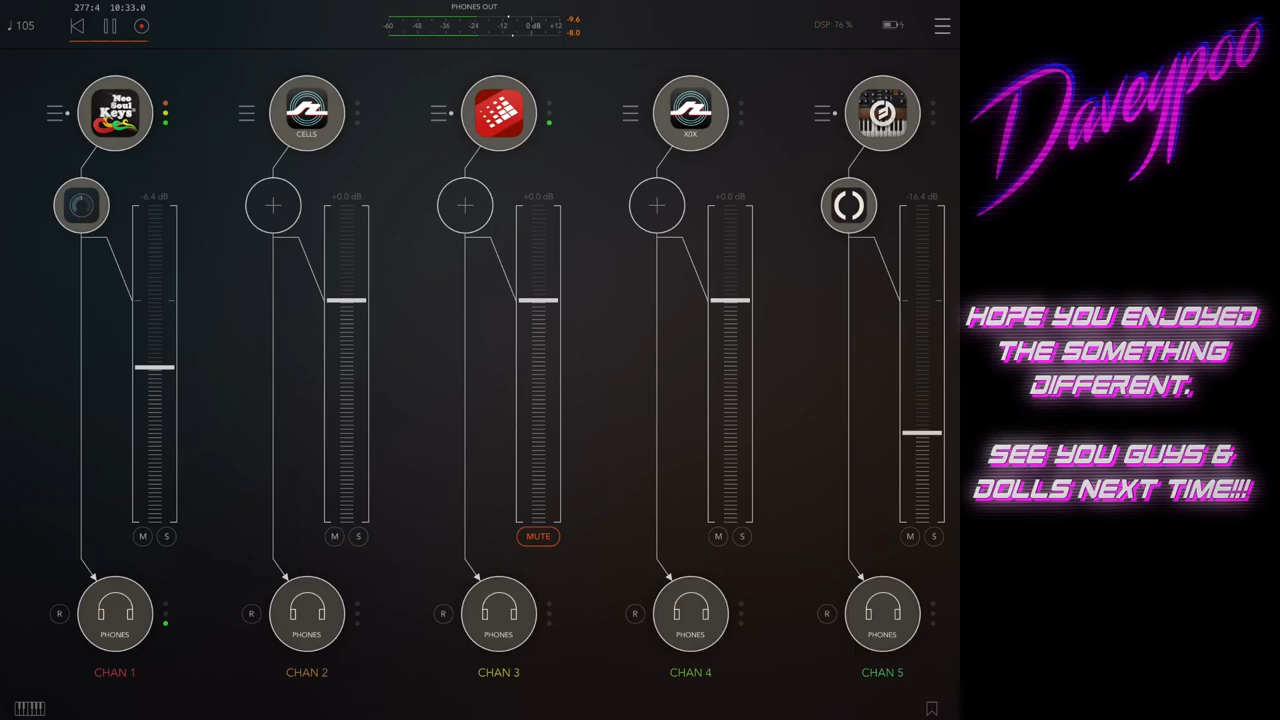 277:4 10:33.0
PHONES OUT
♩ 105
-60 -48 -36 -24 -12 0 dB +12
-9.6
-8.0
DSP: 76 %
Neo
Soul
Keys
CELLS
X0X
-6.4 dB
+0.0 dB
+0.0 dB
+0.0 dB
-16.4 dB
M S
M S
MUTE
M S
M S
R
PHONES
R
PHONES
R
PHONES
R
PHONES
R
PHONES
CHAN 1
CHAN 2
CHAN 3
CHAN 4
CHAN 5
Daveypoo
HOPE YOU ENJOYED
THE SOMETHING
DIFFERENT.
SEE YOU GUYS &
DOLLS NEXT TIME!!!